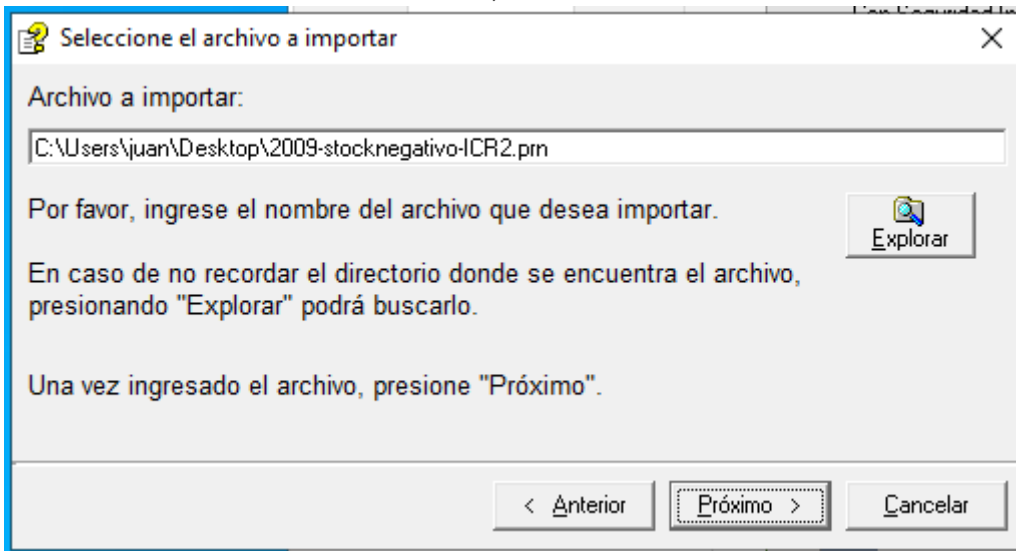 Seleccione el archivo a importar
Archivo a importar:
C:\Users\juan\Desktop\2009-stocknegativo-ICR2.prn
Por favor, ingrese el nombre del archivo que desea importar.
Explorar
En caso de no recordar el directorio donde se encuentra el archivo,
presionando "Explorar" podrá buscarlo.
Una vez ingresado el archivo, presione "Próximo".
< Anterior
Próximo >
Cancelar